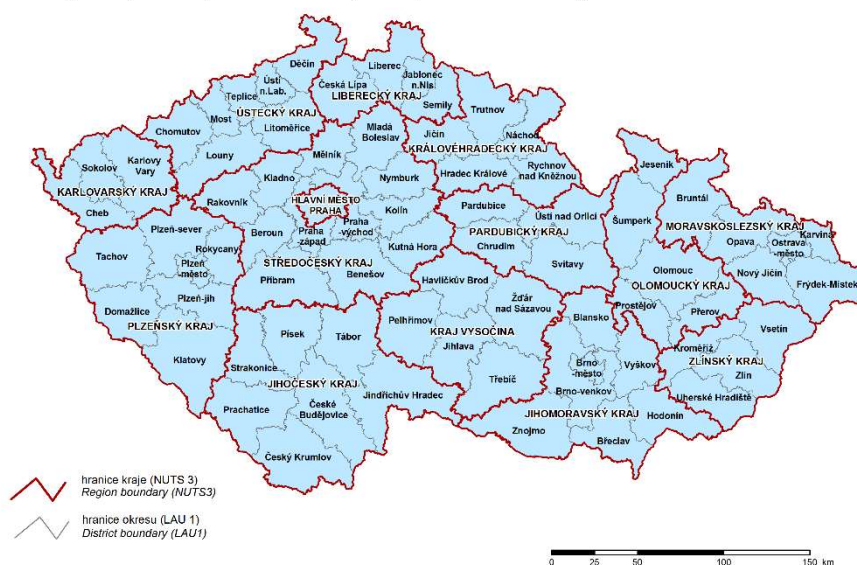 Děčín
Liberec
Ústí
n.Lab.
Česká Lípa
Jablonec
n.Nis.
Teplice
LIBERECKÝ KRAJ
Semily
Trutnov
Most
ÚSTECKÝ KRAJ
Chomutov
Litoměřice
Mladá
Boleslav
Jičín
Náchod
KRÁLOVÉHRADECKÝ KRAJ
Louny
Mělník
Karlovy
Vary
Sokolov
Jeseník
Kladno
Nymburk
Hradec Králové
Rychnov
nad Kněžnou
KARLOVARSKÝ KRAJ
Rakovník
HLAVNÍ MĚSTO
PRAHA
Bruntál
Cheb
Kolín
Pardubice
Ústí nad Orlicí
Šumperk
Plzeň-sever
Beroun
Praha
-západ
Praha
-východ
PARDUBICKÝ KRAJ
MORAVSKOSLEZSKÝ KRAJ
Karviná
Rokycany
Kutná Hora
Chrudim
Opava
Ostrava
-město
Tachov
Plzeň
-město
STŘEDOČESKÝ KRAJ
Svitavy
Olomouc
Nový Jičín
Příbram
Benešov
Havlíčkův Brod
OLOMOUCKÝ KRAJ
Frýdek-Místek
Plzeň-jih
Žďár
nad Sázavou
Prostějov
Přerov
Domažlice
Pelhřimov
Blansko
PLZEŇSKÝ KRAJ
Písek
Tábor
KRAJ VYSOČINA
Vsetín
Jihlava
Kroměříž
Klatovy
Strakonice
Brno
-město
Vyškov
ZLÍNSKÝ KRAJ
Třebíč
Zlín
JIHOČESKÝ KRAJ
Jindřichův Hradec
Brno-venkov
Uherské Hradiště
Prachatice
České
Budějovice
JIHOMORAVSKÝ KRAJ
Hodonín
Znojmo
Břeclav
Český Krumlov
hranice kraje (NUTS 3)
Region boundary (NUTS3)
hranice okresu (LAU 1)
District boundary (LAU1)
0 25 50 100 150 km